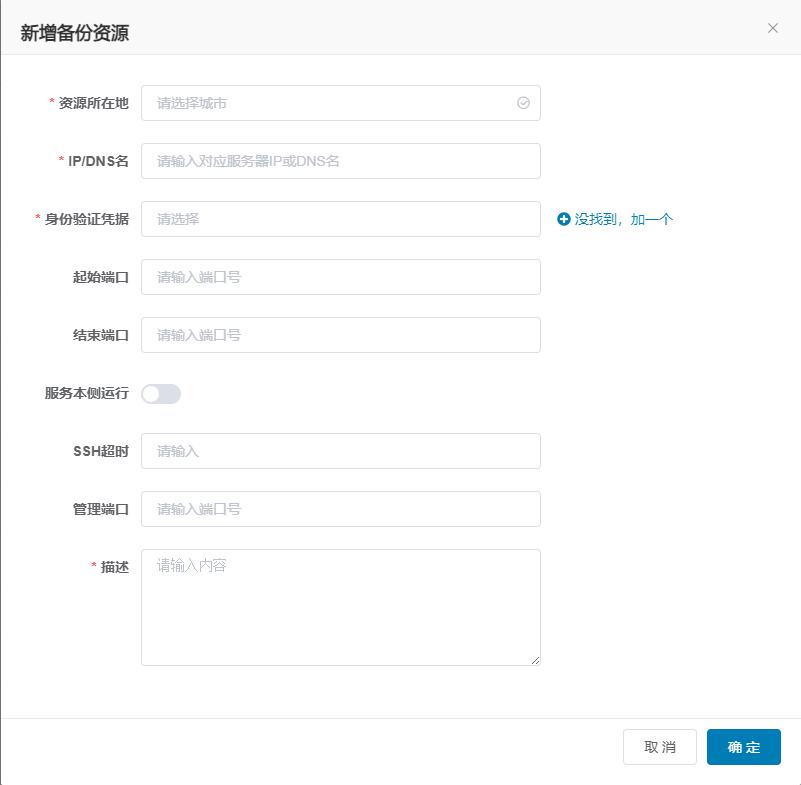 新增备份资源
* 资源所在地 请选择城市
* IP/DNS名 请输入对应服务器IP或DNS名
* 身份验证凭据 请选择 没找到，加一个
起始端口 请输入端口号
结束端口 请输入端口号
服务本侧运行
SSH超时 请输入
管理端口 请输入端口号
* 描述 请输入内容
取消 确定